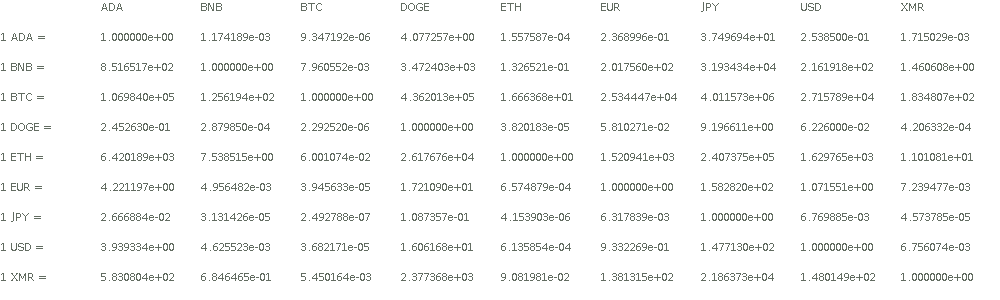 ADA BNB BTC DOGE ETH EUR JPY USD XMR
1 ADA = 1.000000e+00 1.174189e-03 9.347192e-06 4.077257e+00 1.557587e-04 2.368996e-01 3.749694e+01 2.538500e-01 1.715029e-03
1 BNB = 8.516517e+02 1.000000e+00 7.960552e-03 3.472403e+03 1.326521e-01 2.017560e+02 3.193434e+04 2.161918e+02 1.460608e+00
1 BTC = 1.069840e+05 1.256194e+02 1.000000e+00 4.362013e+05 1.666368e+01 2.534447e+04 4.011573e+06 2.715789e+04 1.834807e+02
1 DOGE = 2.452630e-01 2.879850e-04 2.292520e-06 1.000000e+00 3.820183e-05 5.810271e-02 9.196611e+00 6.226000e-02 4.206332e-04
1 ETH = 6.420189e+03 7.538515e+00 6.001074e-02 2.617676e+04 1.000000e+00 1.520941e+03 2.407375e+05 1.629765e+03 1.101081e+01
1 EUR = 4.221197e+00 4.956482e-03 3.945633e-05 1.721090e+01 6.574879e-04 1.000000e+00 1.582820e+02 1.071551e+00 7.239477e-03
1 JPY = 2.666884e-02 3.131426e-05 2.492788e-07 1.087357e-01 4.153903e-06 6.317839e-03 1.000000e+00 6.769885e-03 4.573785e-05
1 USD = 3.939334e+00 4.625523e-03 3.682171e-05 1.606168e+01 6.135854e-04 9.332269e-01 1.477130e+02 1.000000e+00 6.756074e-03
1 XMR = 5.830804e+02 6.846465e-01 5.450164e-03 2.377368e+03 9.081981e-02 1.381315e+02 2.186373e+04 1.480149e+02 1.000000e+00